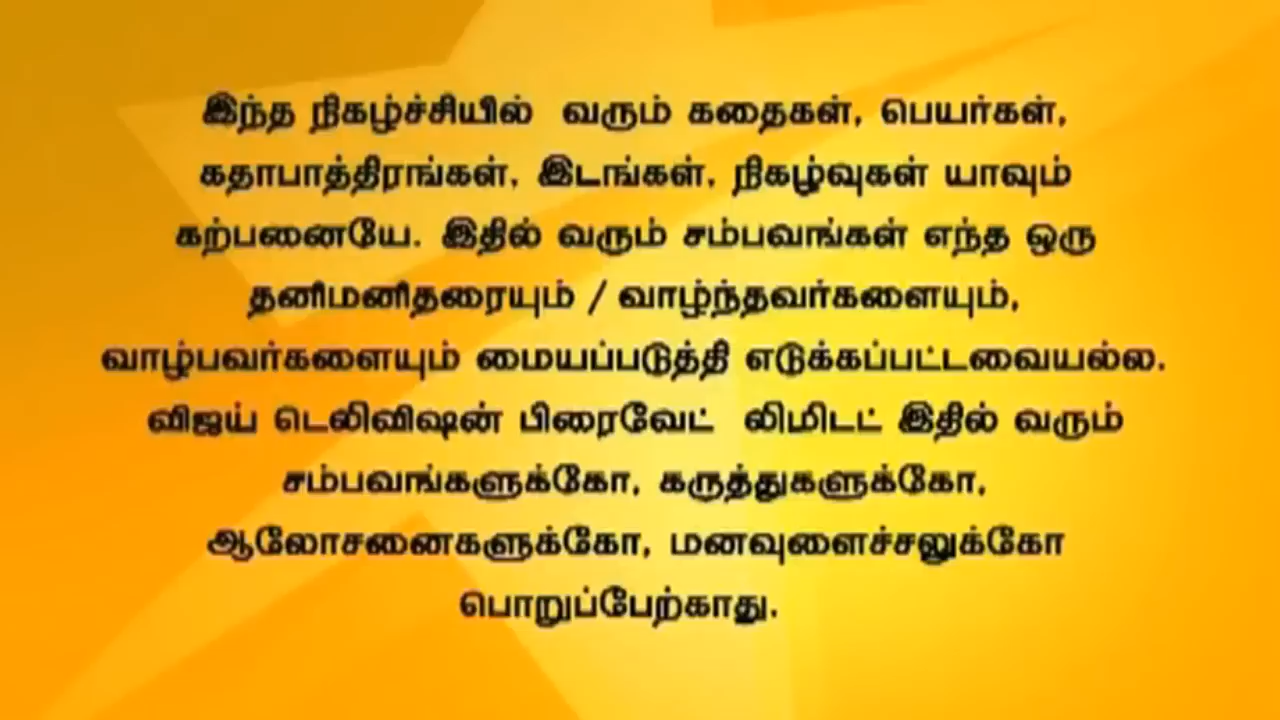 இந்த நிகழ்ச்சியில் வரும் கதைகள், பெயர்கள்,
கதாபாத்திரங்கள், இடங்கள், நிகழ்வுகள் யாவும்
கற்பனையே. இதில் வரும் சம்பவங்கள் எந்த ஒரு
தனிமனிதரையும் / வாழ்ந்தவர்களையும்,
வாழ்பவர்களையும் மையப்படுத்தி எடுக்கப்பட்டவையல்ல.
விஜய் டெலிவிஷன் பிரைவேட் லிமிடட் இதில் வரும்
சம்பவங்களுக்கோ, கருத்துகளுக்கோ,
ஆலோசனைகளுக்கோ, மனவுளைச்சலுக்கோ
பொறுப்பேற்காது.